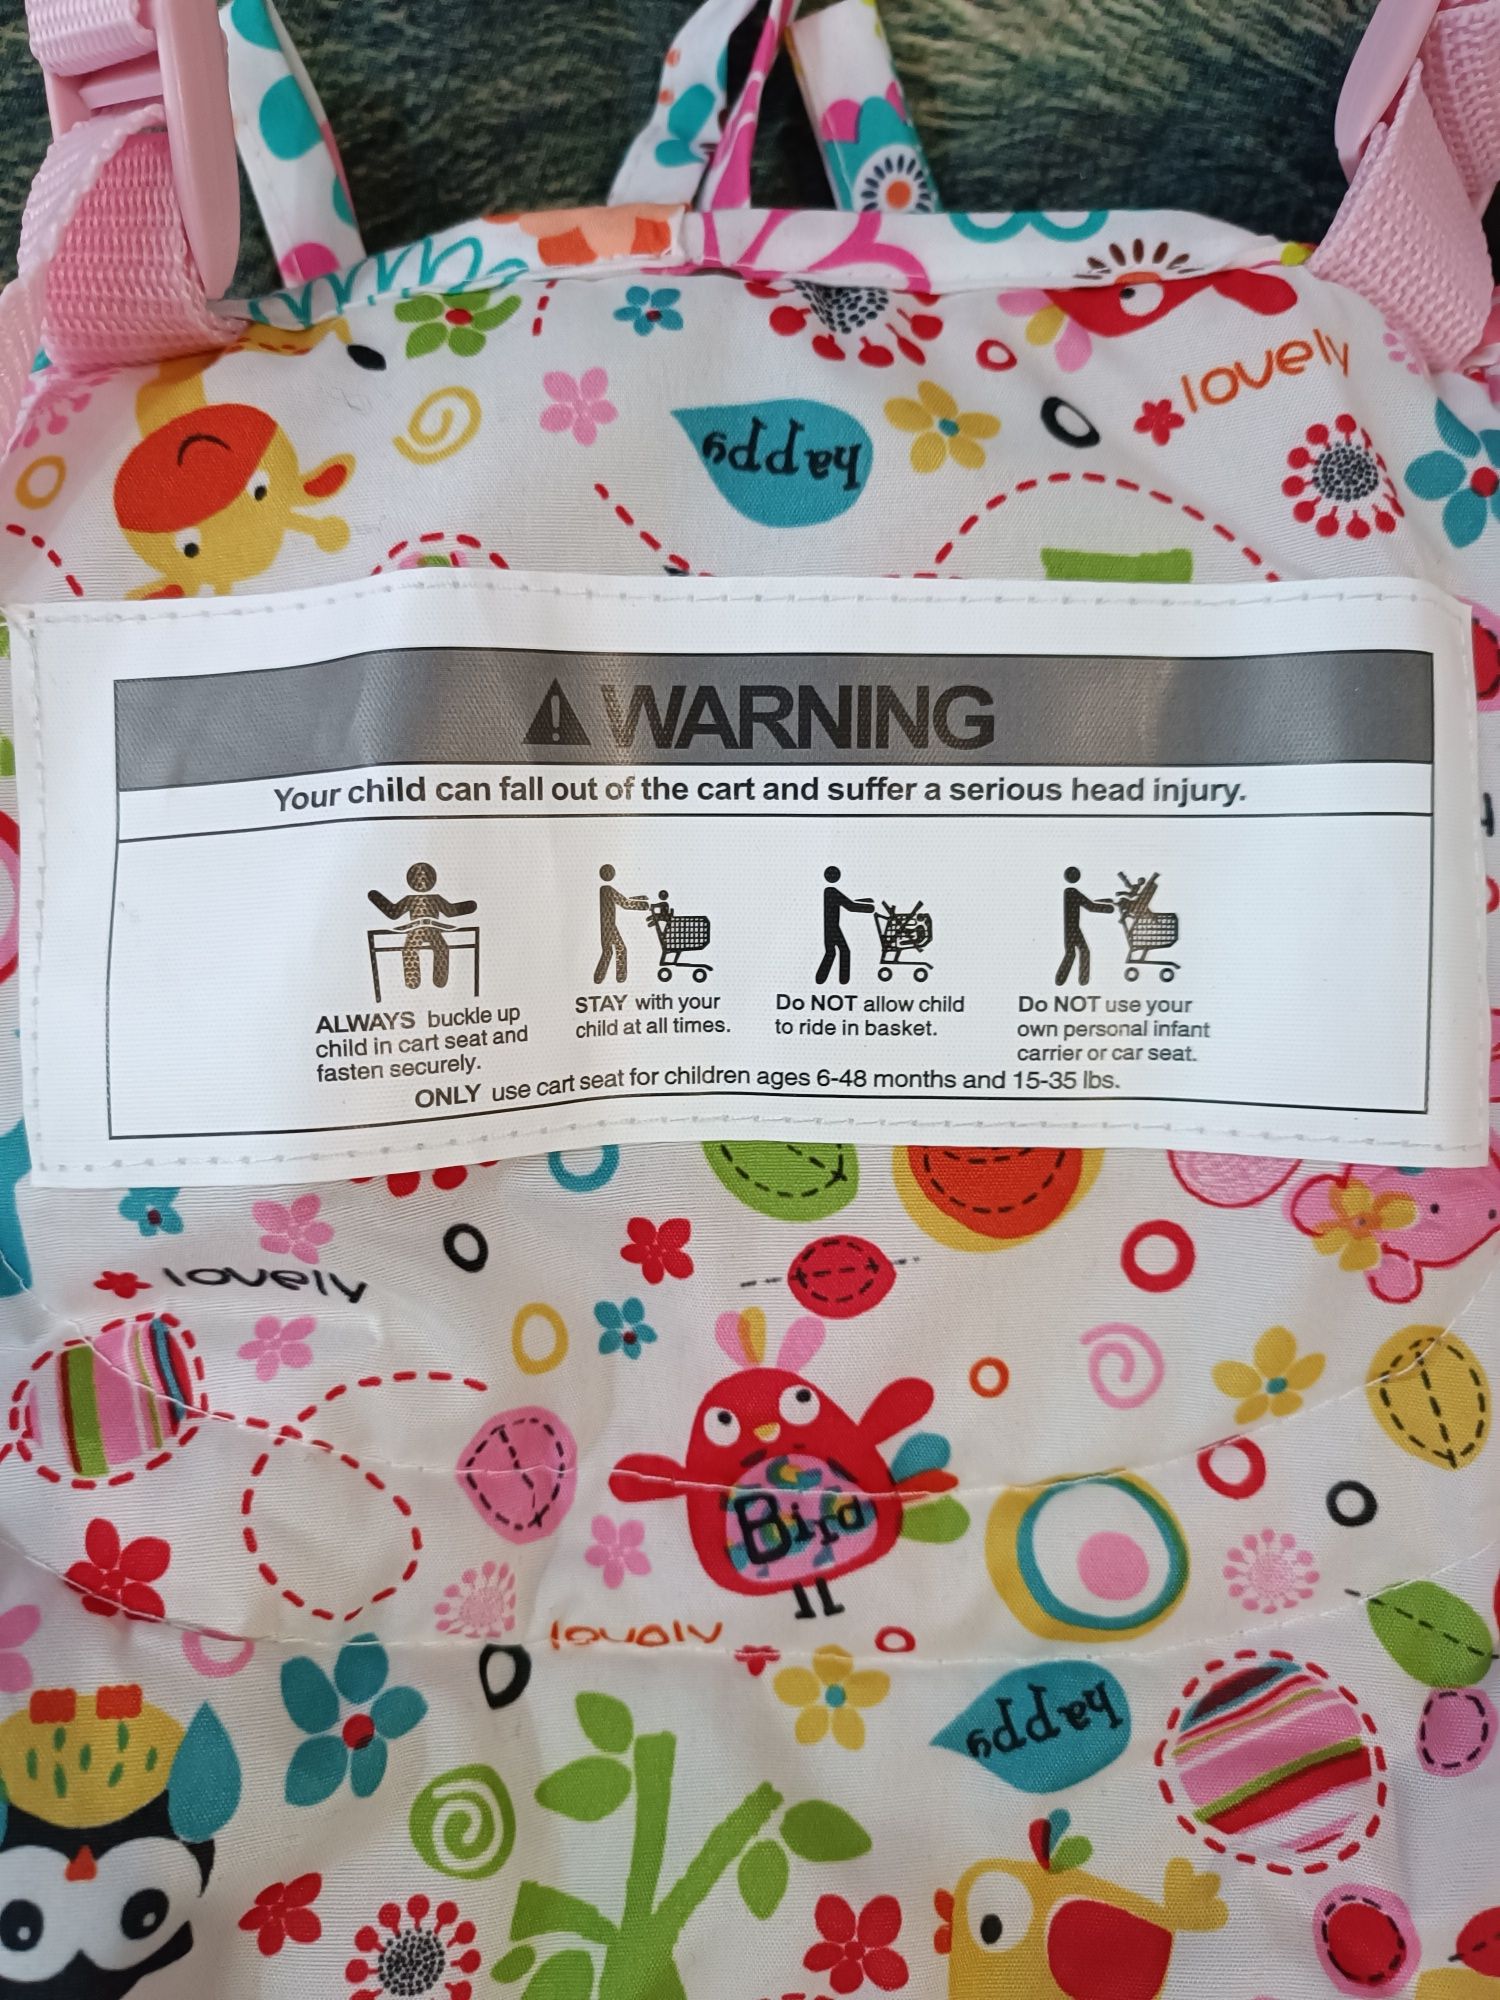 lovely
happy
WARNING
Your child can fall out of the cart and suffer a serious head injury.
ALWAYS buckle up
child in cart seat and
fasten securely.
STAY with your
child at all times.
Do NOT allow child
to ride in basket.
Do NOT use your
own personal infant
carrier or car seat.
ONLY use cart seat for children ages 6-48 months and 15-35 lbs.
lovely
Bird
lovely
happy